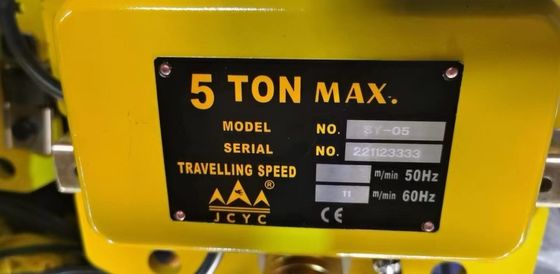 5 TON MAX.
MODEL NO. SY-05
SERIAL NO. 221123333
TRAVELLING SPEED m/min 50Hz
11 m/min 60Hz
®
JCYC
CE